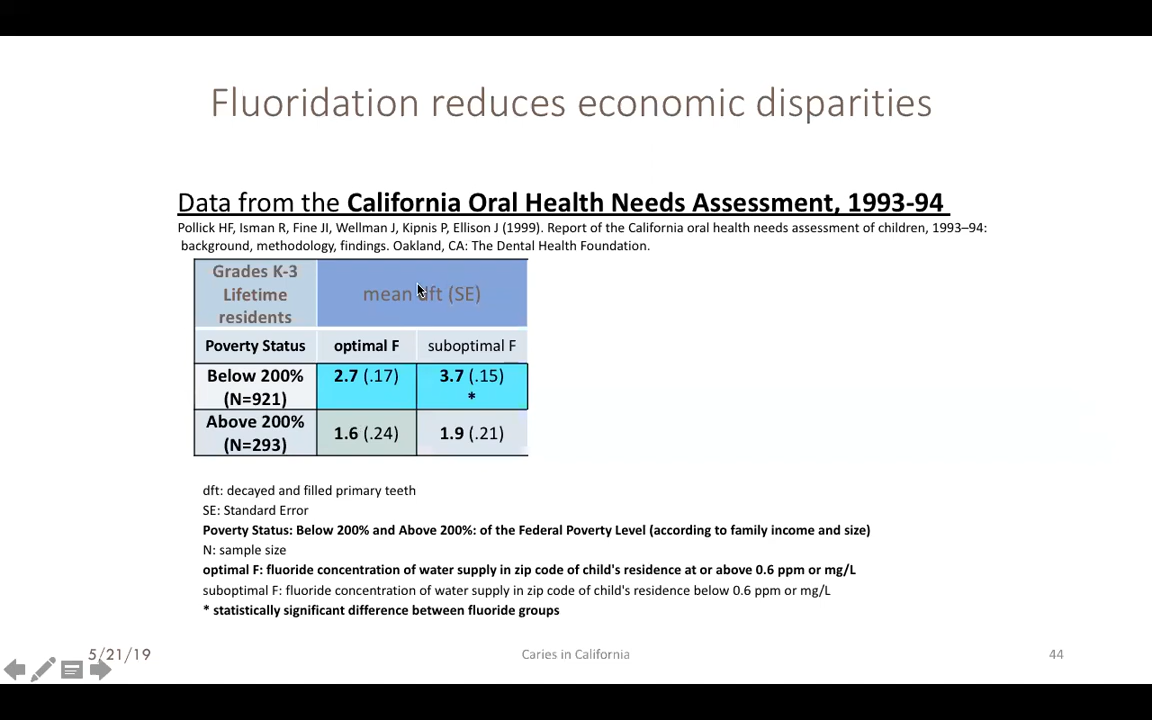 Fluoridation reduces economic disparities
Data from the California Oral Health Needs Assessment, 1993-94
Pollick HF, Isman R, Fine JI, Wellman J, Kipnis P, Ellison J (1999). Report of the California oral health needs assessment of children, 1993–94:
background, methodology, findings. Oakland, CA: The Dental Health Foundation.
Grades K-3
Lifetime
residents
mean dft (SE)
Poverty Status
optimal F
suboptimal F
Below 200%
(N=921)
2.7 (.17)
3.7 (.15)
*
Above 200%
(N=293)
1.6 (.24)
1.9 (.21)
dft: decayed and filled primary teeth
SE: Standard Error
Poverty Status: Below 200% and Above 200%: of the Federal Poverty Level (according to family income and size)
N: sample size
optimal F: fluoride concentration of water supply in zip code of child's residence at or above 0.6 ppm or mg/L
suboptimal F: fluoride concentration of water supply in zip code of child's residence below 0.6 ppm or mg/L
* statistically significant difference between fluoride groups
5/21/19
Caries in California
44